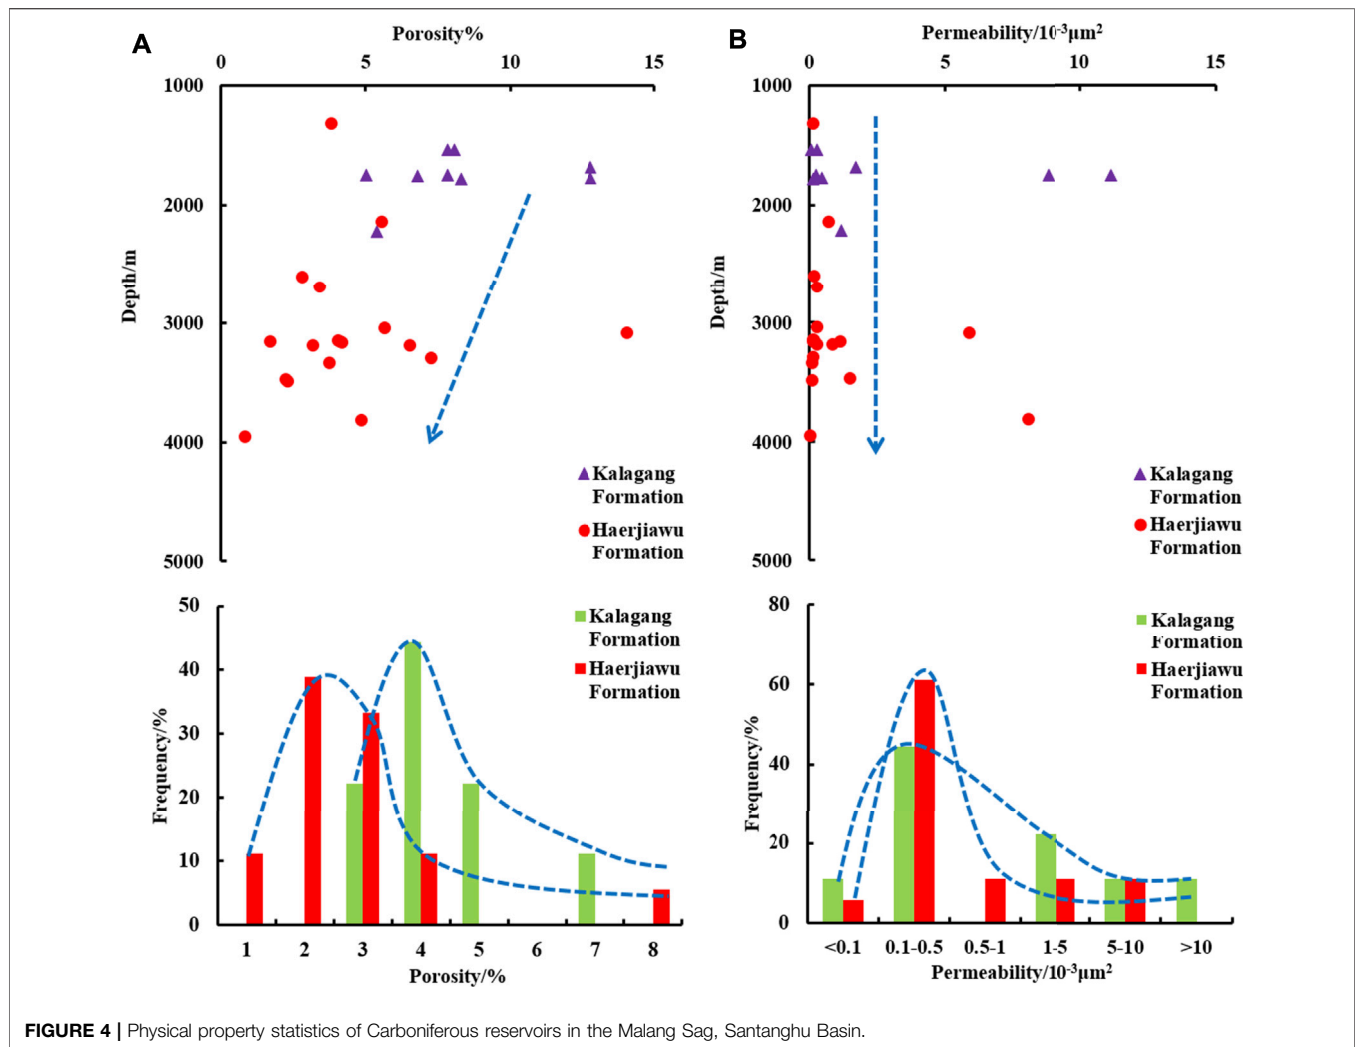 A
Porosity%
0 5 10 15
1000
2000
3000
4000
5000
Depth/m
Kalagang
Formation
Haerjiawu
Formation
B
Permeability/10-³μm²
0 5 10 15
1000
2000
3000
4000
5000
Depth/m
Kalagang
Formation
Haerjiawu
Formation
50
40
30
20
10
0
Frequency/%
Kalagang
Formation
Haerjiawu
Formation
1 2 3 4 5 6 7 8
Porosity/%
80
60
40
20
0
Frequency/%
Kalagang
Formation
Haerjiawu
Formation
<0.1 0.1-0.5 0.5-1 1-5 5-10 >10
Permeability/10-³μm²
FIGURE 4 | Physical property statistics of Carboniferous reservoirs in the Malang Sag, Santanghu Basin.